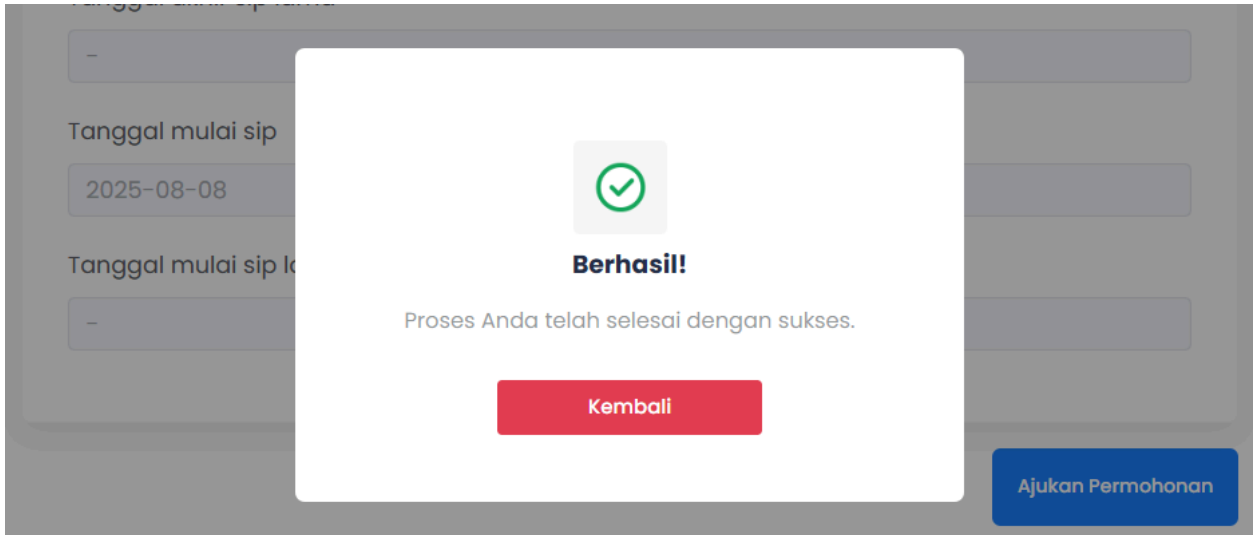 -
Tanggal mulai sip
2025-08-08
Tanggal mulai sip
-
Berhasil!
Proses Anda telah selesai dengan sukses.
Kembali
Ajukan Permohonan